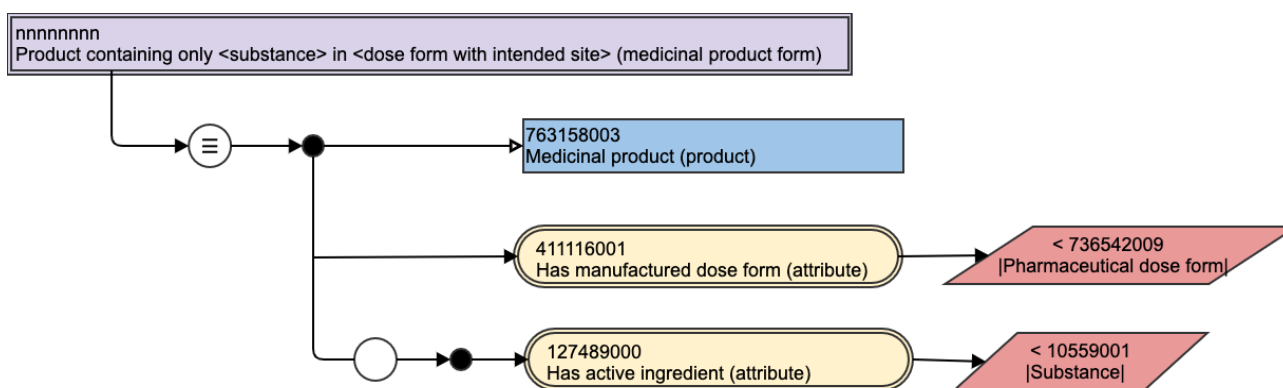 nnnnnnnn
Product containing only <substance> in <dose form with intended site> (medicinal product form)
763158003
Medicinal product (product)
411116001
Has manufactured dose form (attribute)
< 736542009
|Pharmaceutical dose form|
127489000
Has active ingredient (attribute)
< 10559001
|Substance|